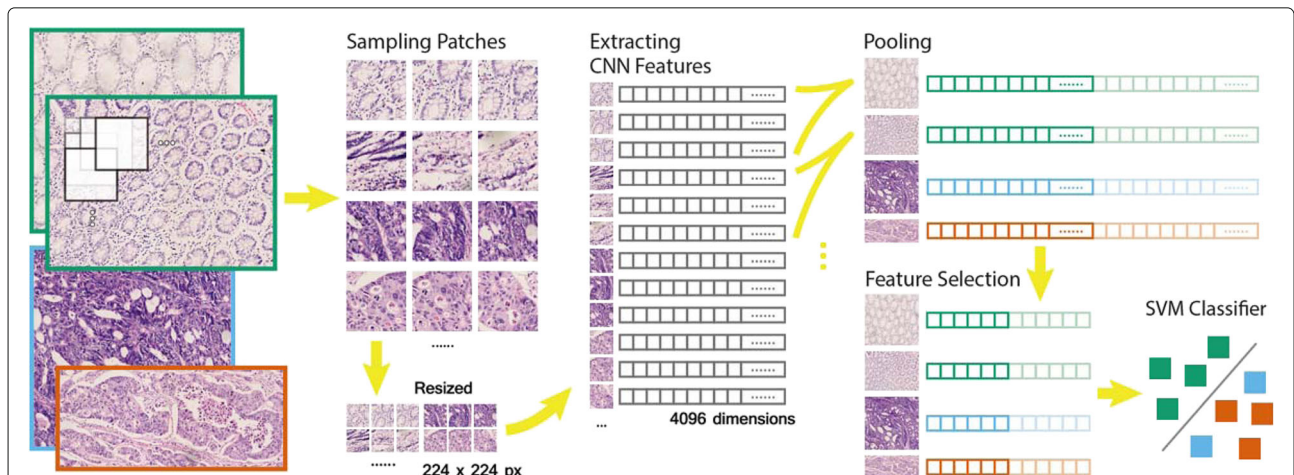 Sampling Patches
......
Resized
......
224 x 224 px
Extracting
CNN Features
......
......
......
......
......
......
......
......
......
......
......
......
4096 dimensions
...
Pooling
...... ......
...... ......
...... ......
...... ......
Feature Selection
SVM Classifier